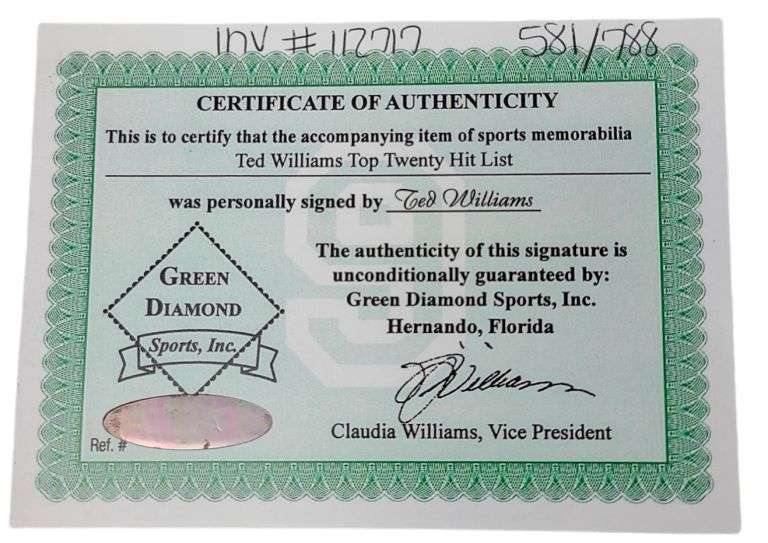 INV # 112717 581/788
CERTIFICATE OF AUTHENTICITY
This is to certify that the accompanying item of sports memorabilia
Ted Williams Top Twenty Hit List
was personally signed by Ted Williams
GREEN
DIAMOND
Sports, Inc.
The authenticity of this signature is
unconditionally guaranteed by:
Green Diamond Sports, Inc.
Hernando, Florida
Claudia Williams, Vice President
Ref. #